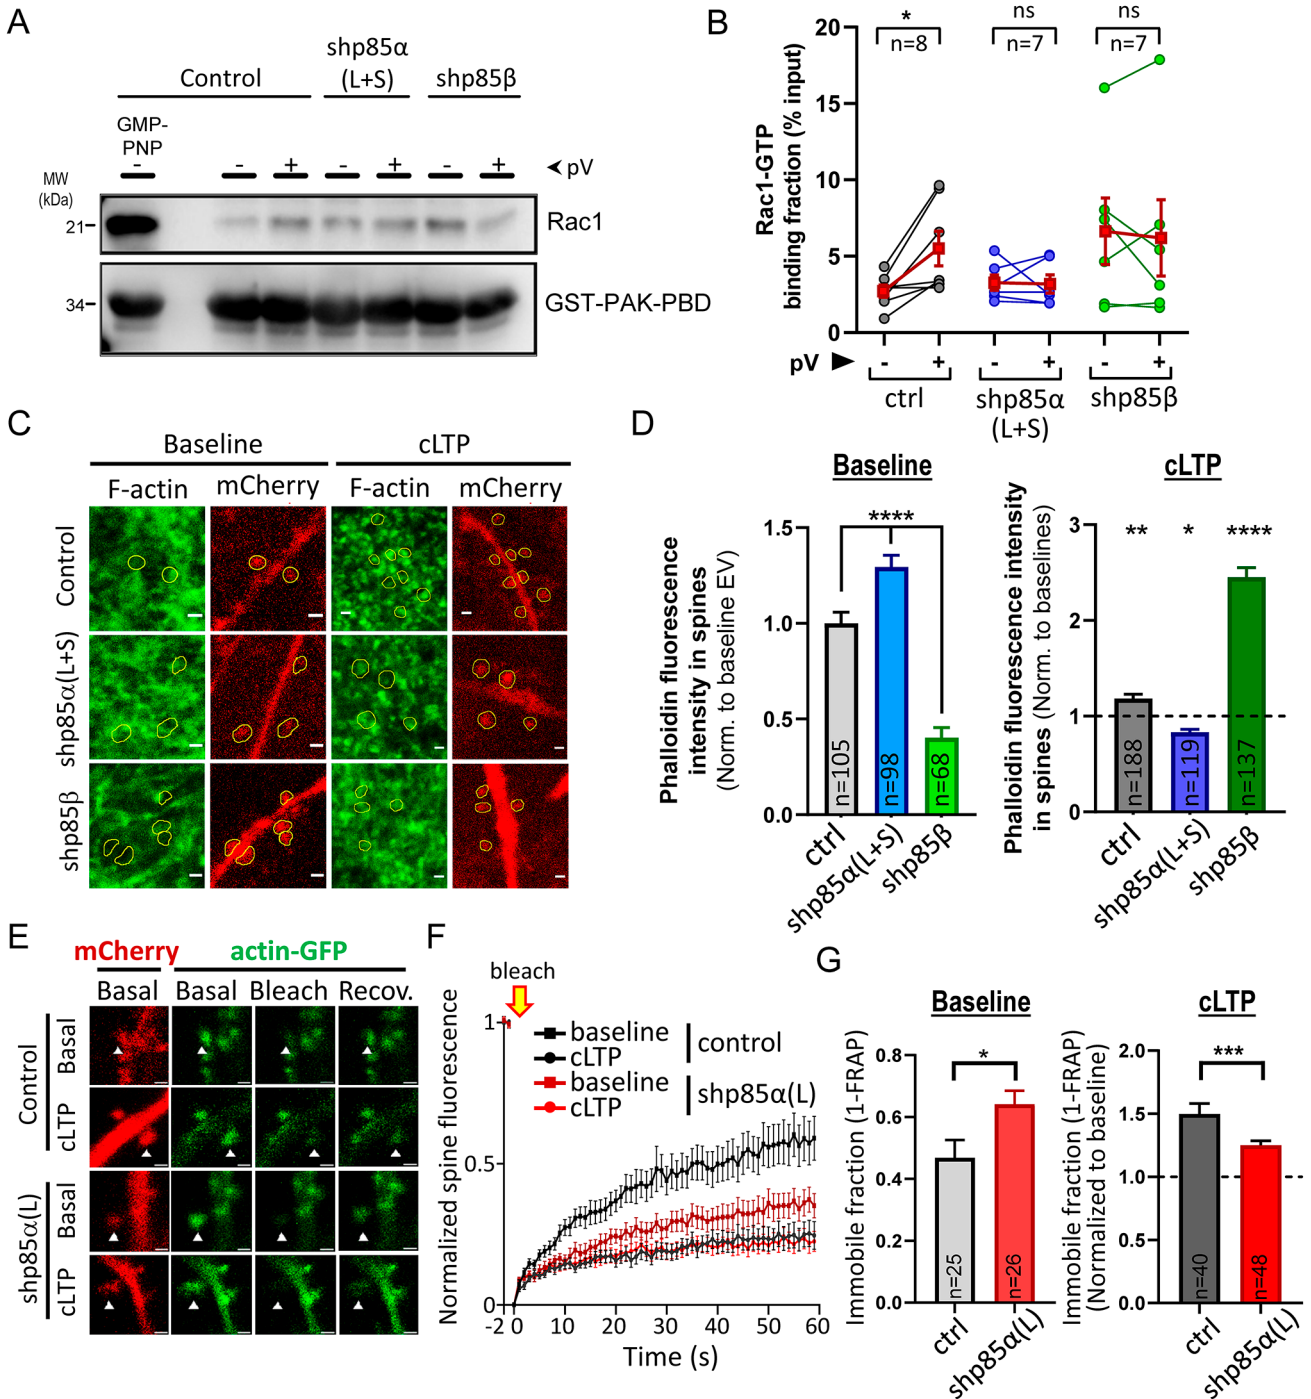 A
Control
shp85α
(L+S)
shp85β
GMP-
PNP
- - + - + - +
pV
MW
(kDa)
21
Rac1
34
GST-PAK-PBD
B
Rac1-GTP
binding fraction (% input)
20
15
10
5
0
*
n=8
ns
n=7
ns
n=7
pV - + - + - +
ctrl
shp85α
(L+S)
shp85β
C
Baseline
cLTP
F-actin
mCherry
F-actin
mCherry
Control
shp85α(L+S)
shp85β
D
Baseline
Phalloidin fluorescence
intensity in spines
(Norm. to baseline EV)
1.5
1.0
0.5
0.0
****
n=105
n=98
n=68
ctrl
shp85α(L+S)
shp85β
cLTP
Phalloidin fluorescence intensity
in spines (Norm. to baselines)
3
2
1
0
** * ****
n=188
n=119
n=137
ctrl
shp85α(L+S)
shp85β
E
mCherry
actin-GFP
Basal
Basal
Bleach
Recov.
Control
Basal
cLTP
shp85α(L)
Basal
cLTP
F
bleach
Normalized spine fluorescence
1
0.5
0
baseline
cLTP
control
baseline
cLTP
shp85α(L)
-2 0 10 20 30 40 50 60
Time (s)
G
Baseline
Immobile fraction (1-FRAP)
0.8
0.6
0.4
0.2
0.0
*
n=25
n=26
ctrl
shp85α(L)
cLTP
Immobile fraction (1-FRAP)
(Normalized to baseline)
2.0
1.5
1.0
0.5
0.0
***
n=40
n=48
ctrl
shp85α(L)